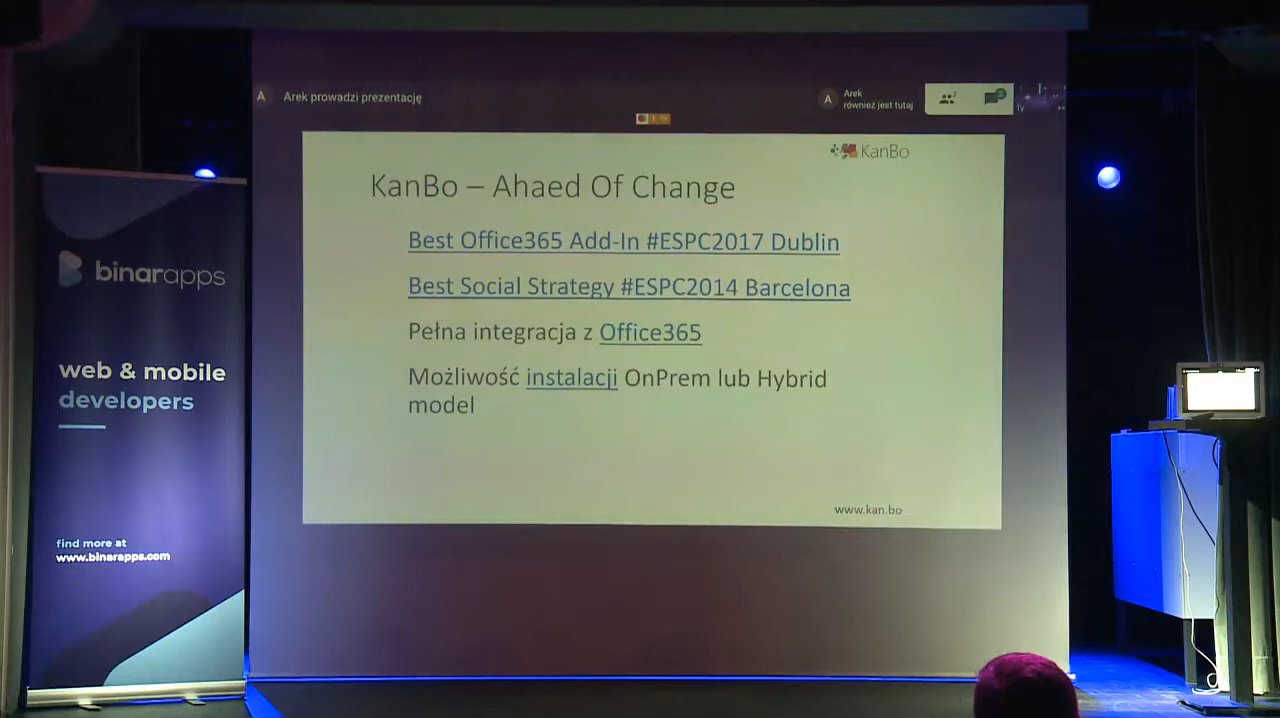 A Arek prowadzi prezentację
A Arek
również jest tutaj
3
Ty
KanBo
KanBo – Ahaed Of Change
Best Office365 Add-In #ESPC2017 Dublin
Best Social Strategy #ESPC2014 Barcelona
Pełna integracja z Office365
Możliwość instalacji OnPrem lub Hybrid
model
www.kan.bo
binarapps
web & mobile
developers
find more at
www.binarapps.com